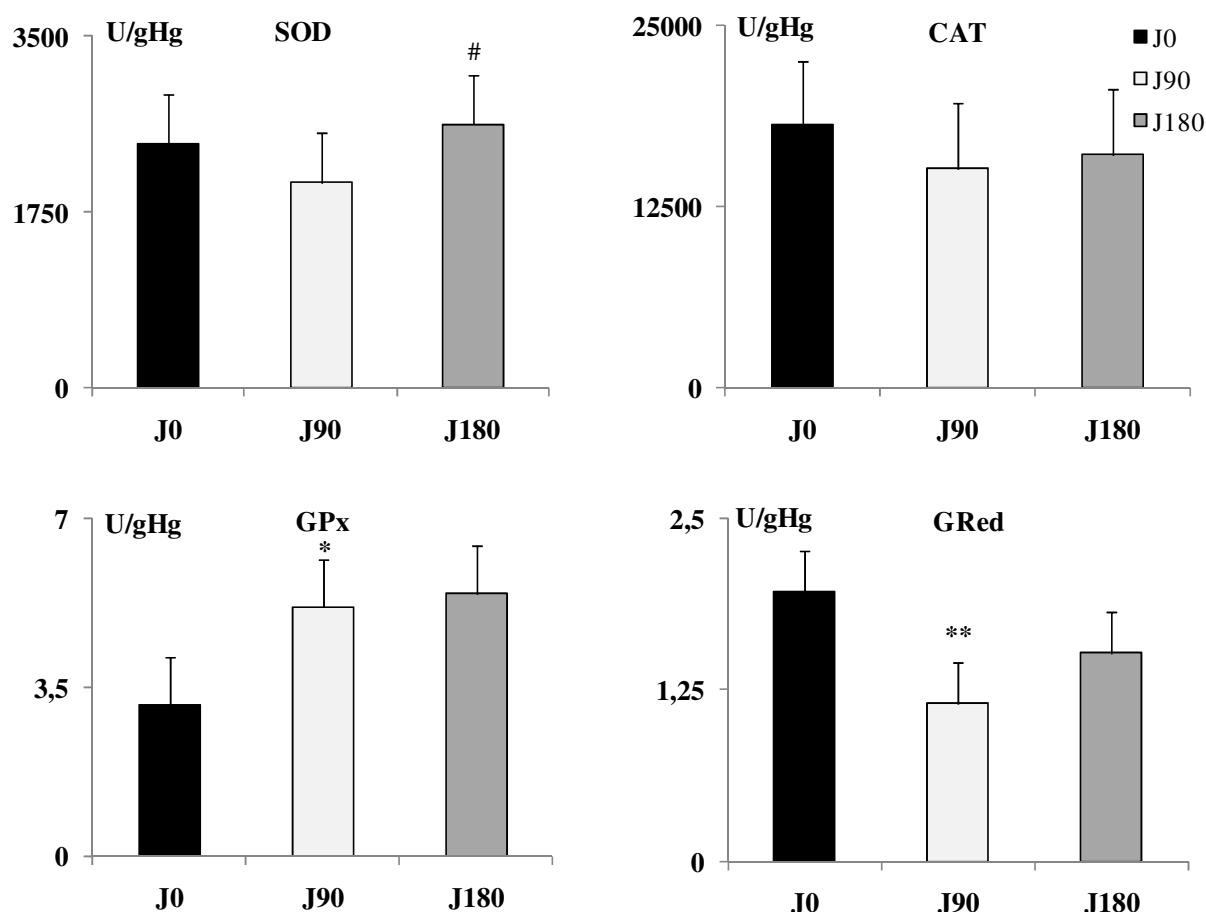 U/gHg SOD
3500
#
1750
0
J0 J90 J180
U/gHg CAT
25000
12500
0
J0 J90 J180
J0
J90
J180
U/gHg GPx
7
*
3,5
0
J0 J90 J180
U/gHg GRed
2,5
**
1,25
0
J0 J90 J180